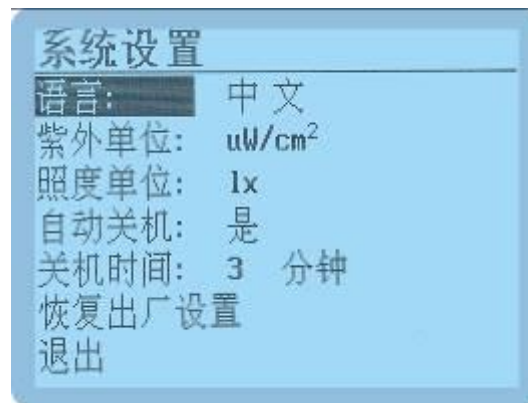 系统设置
语言: 中文
紫外单位: uW/cm²
照度单位: lx
自动关机: 是
关机时间: 3 分钟
恢复出厂设置
退出